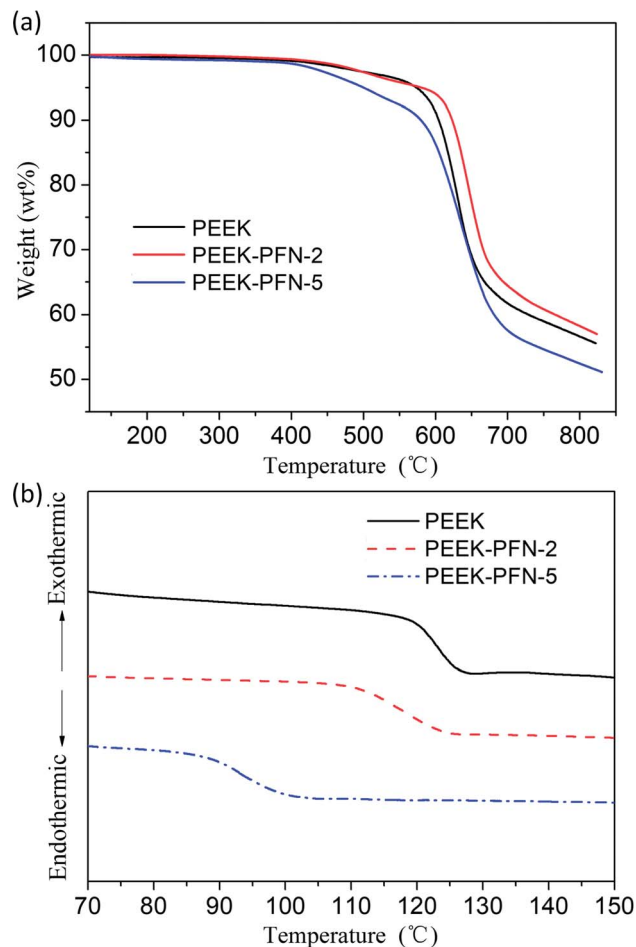 (a)
100
90
80
70
60
50
Weight (wt%)
PEEK
PEEK-PFN-2
PEEK-PFN-5
200 300 400 500 600 700 800
Temperature (℃)
(b)
Exothermic
Endothermic
PEEK
PEEK-PFN-2
PEEK-PFN-5
70 80 90 100 110 120 130 140 150
Temperature (℃)